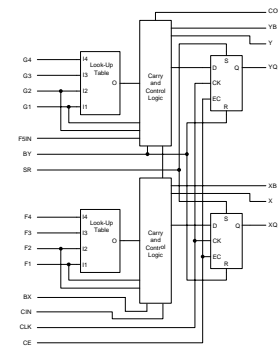 CO
YB
Y
G4 I4 Look-Up Table
G3 I3
G2 I2
G1 I1
O
Carry and Control Logic
S
D Q YQ
CK
EC
R
F5IN
BY
SR
XB
X
F4 I4 Look-Up Table
F3 I3
F2 I2
F1 I1
O
Carry and Control Logic
S
D Q XQ
CK
EC
R
BX
CIN
CLK
CE